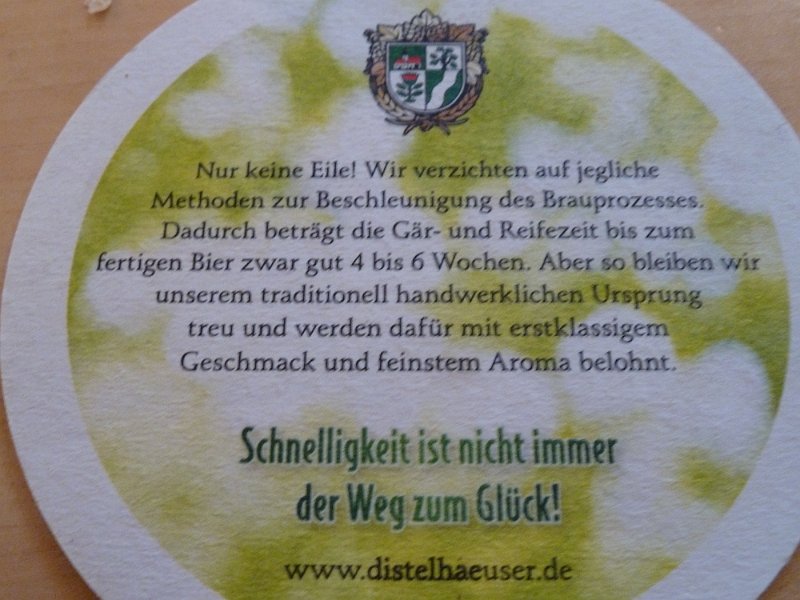 Nur keine Eile! Wir verzichten auf jegliche
Methoden zur Beschleunigung des Brauprozesses.
Dadurch beträgt die Gär- und Reifezeit bis zum
fertigen Bier zwar gut 4 bis 6 Wochen. Aber so bleiben wir
unserem traditionell handwerklichen Ursprung
treu und werden dafür mit erstklassigem
Geschmack und feinstem Aroma belohnt.
Schnelligkeit ist nicht immer
der Weg zum Glück!
www.distelhaeuser.de